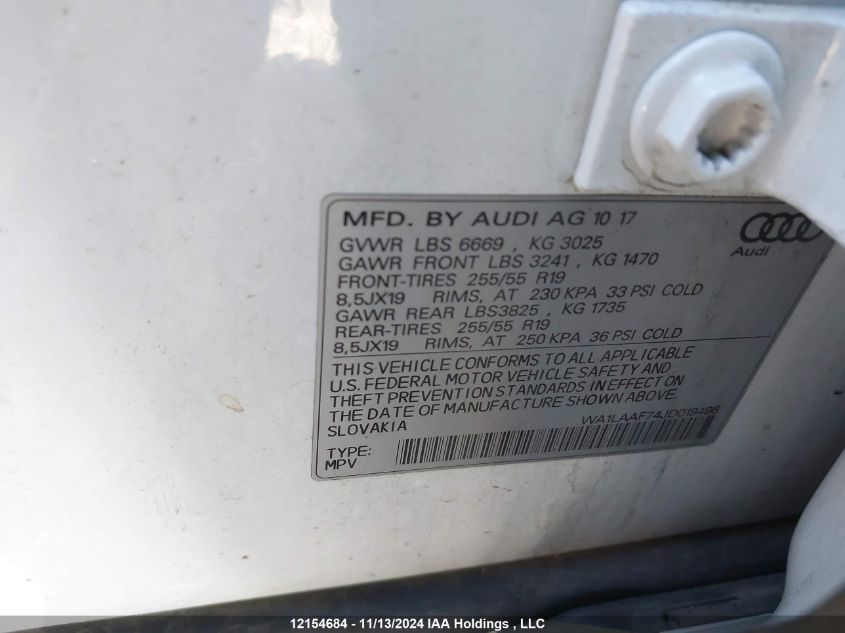 MFD. BY AUDI AG 10 17
GVWR LBS 6669 , KG 3025
GAWR FRONT LBS 3241 , KG 1470
FRONT-TIRES 255/55 R19
8,5JX19 RIMS, AT 230 KPA 33 PSI COLD
GAWR REAR LBS3825 , KG 1735
REAR-TIRES 255/55 R19
8,5JX19 RIMS, AT 250 KPA 36 PSI COLD
Audi
THIS VEHICLE CONFORMS TO ALL APPLICABLE
U.S. FEDERAL MOTOR VEHICLE SAFETY AND
THEFT PREVENTION STANDARDS IN EFFECT ON
THE DATE OF MANUFACTURE SHOWN ABOVE.
SLOVAKIA
WA1LAAF74JD019496
TYPE:
MPV
12154684 - 11/13/2024 IAA Holdings , LLC